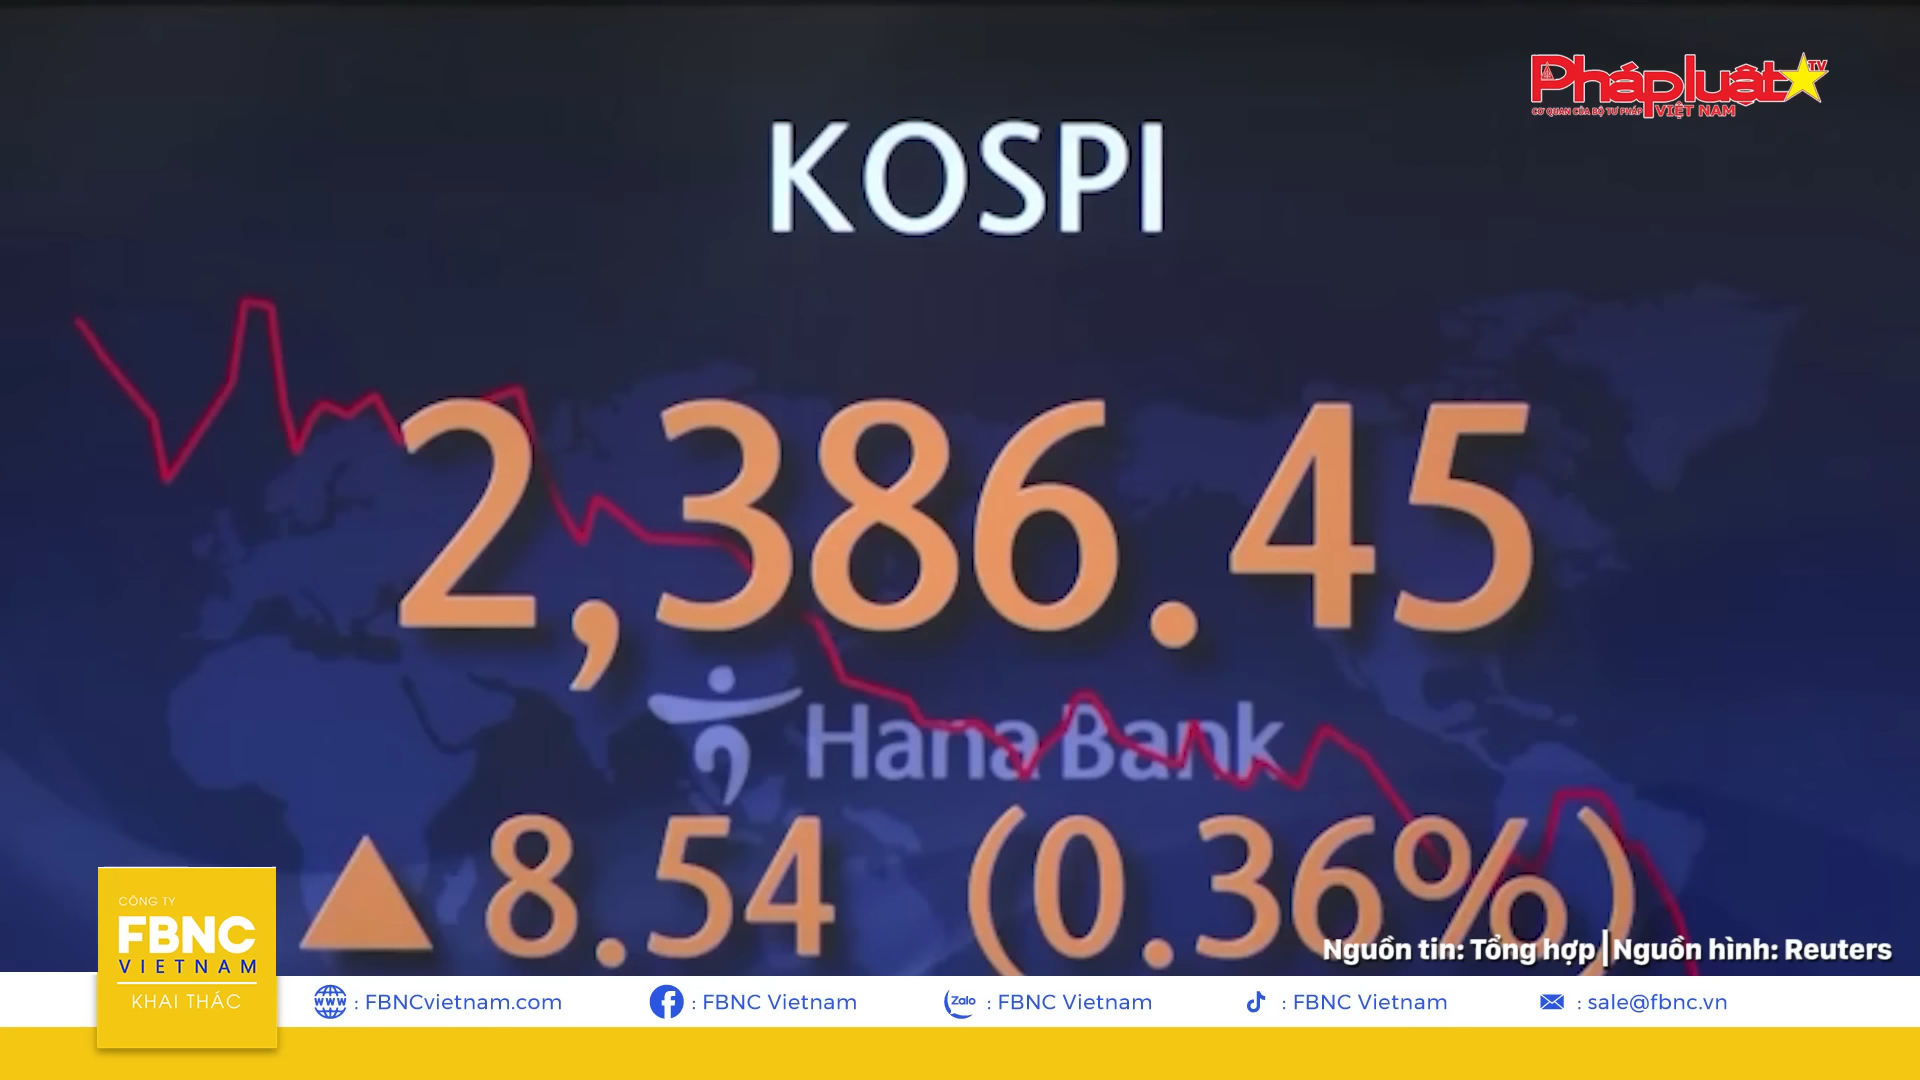 Phápluật TV
CƠ QUAN CỦA BỘ TƯ PHÁP VIỆT NAM
KOSPI
2,386.45
Hana Bank
▲ 8.54 (0.36%)
Nguồn tin: Tổng hợp | Nguồn hình: Reuters
CÔNG TY
FBNC
VIETNAM
KHAI THÁC
www : FBNCvietnam.com
: FBNC Vietnam
Zalo : FBNC Vietnam
: FBNC Vietnam
: sale@fbnc.vn